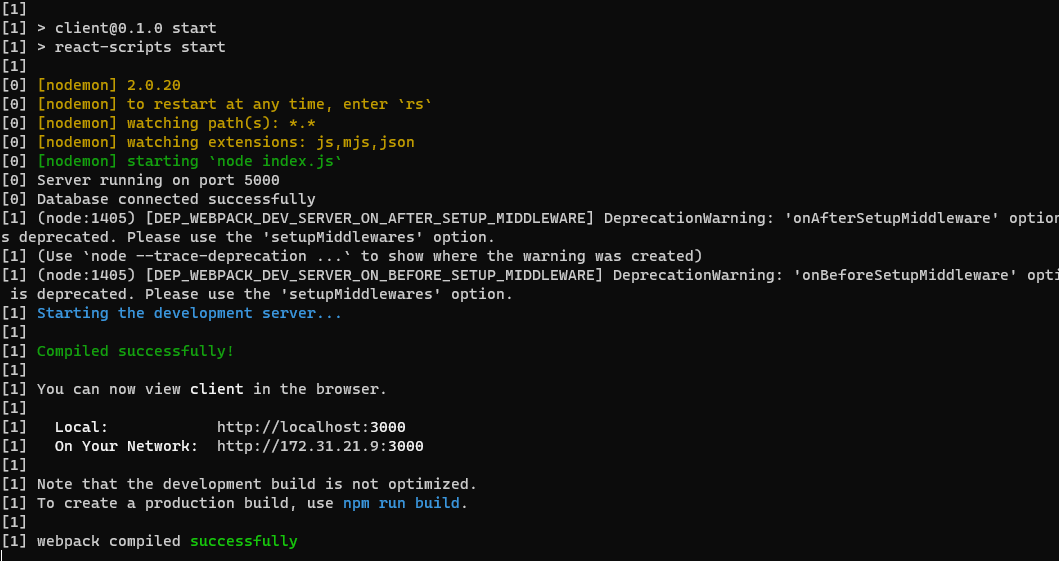 [1]
[1] > client@0.1.0 start
[1] > react-scripts start
[1]
[0] [nodemon] 2.0.20
[0] [nodemon] to restart at any time, enter `rs`
[0] [nodemon] watching path(s): *.*
[0] [nodemon] watching extensions: js,mjs,json
[0] [nodemon] starting `node index.js`
[0] Server running on port 5000
[0] Database connected successfully
[1] (node:1405) [DEP_WEBPACK_DEV_SERVER_ON_AFTER_SETUP_MIDDLEWARE] DeprecationWarning: 'onAfterSetupMiddleware' option
s deprecated. Please use the 'setupMiddlewares' option.
[1] (Use `node --trace-deprecation ...` to show where the warning was created)
[1] (node:1405) [DEP_WEBPACK_DEV_SERVER_ON_BEFORE_SETUP_MIDDLEWARE] DeprecationWarning: 'onBeforeSetupMiddleware' opti
 is deprecated. Please use the 'setupMiddlewares' option.
[1] Starting the development server...
[1]
[1] Compiled successfully!
[1]
[1] You can now view client in the browser.
[1]
[1]   Local:            http://localhost:3000
[1]   On Your Network:  http://172.31.21.9:3000
[1]
[1] Note that the development build is not optimized.
[1] To create a production build, use npm run build.
[1]
[1] webpack compiled successfully